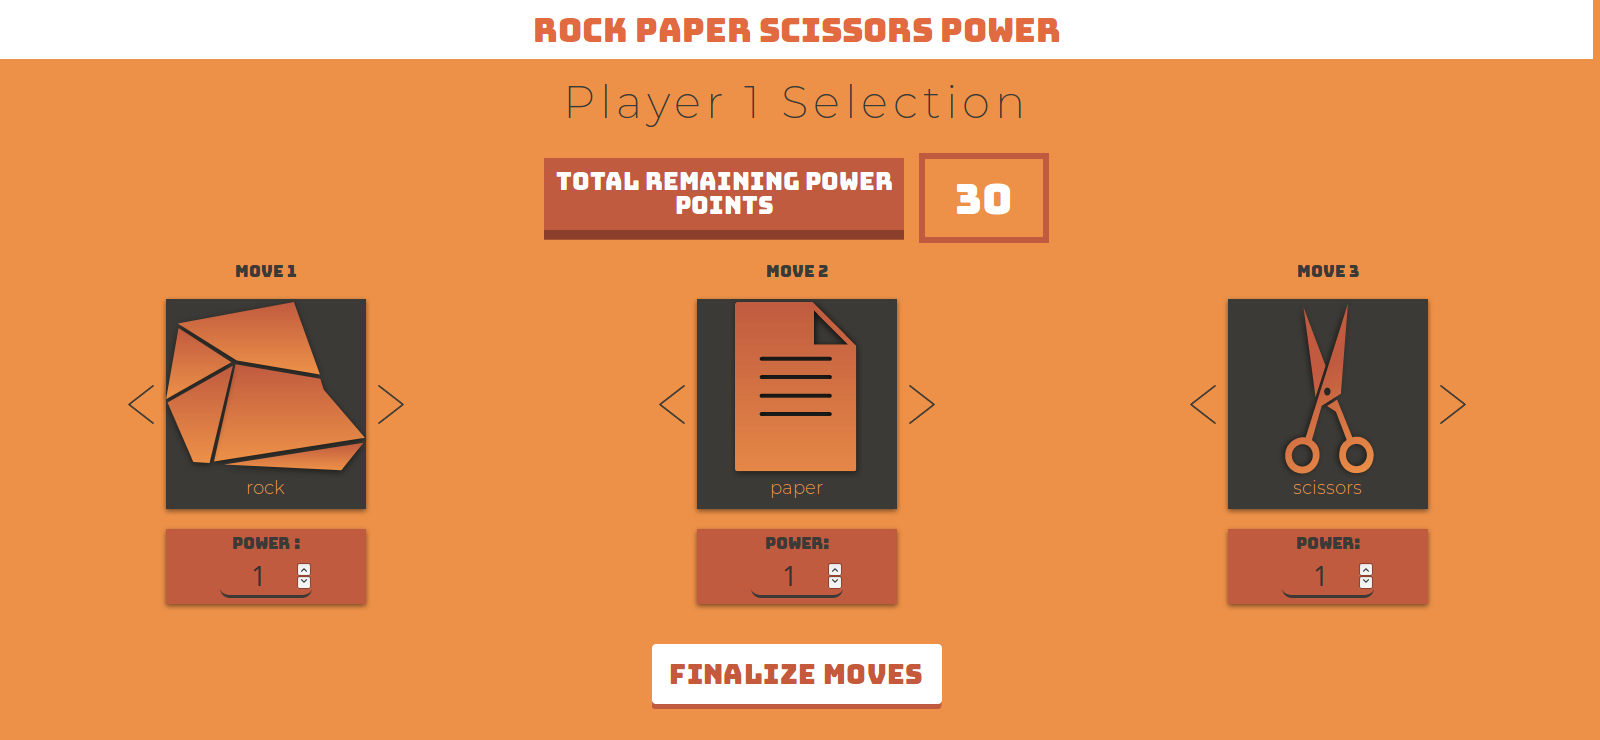 ROCK PAPER SCISSORS POWER
Player 1 Selection
TOTAL REMAINING POWER
POINTS
30
MOVE 1
MOVE 2
MOVE 3
rock
paper
scissors
POWER :
POWER:
POWER:
1
1
1
FINALIZE MOVES